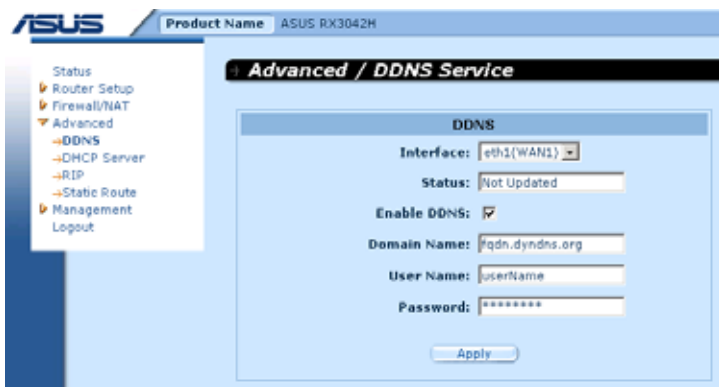 ASUS
Product Name ASUS RX3042H
Status
Router Setup
Firewall/NAT
Advanced
DDNS
DHCP Server
RIP
Static Route
Management
Logout
Advanced / DDNS Service
DDNS
Interface: eth1(WAN1)
Status: Not Updated
Enable DDNS:
Domain Name: fqdn.dyndns.org
User Name: userName
Password: ********
Apply